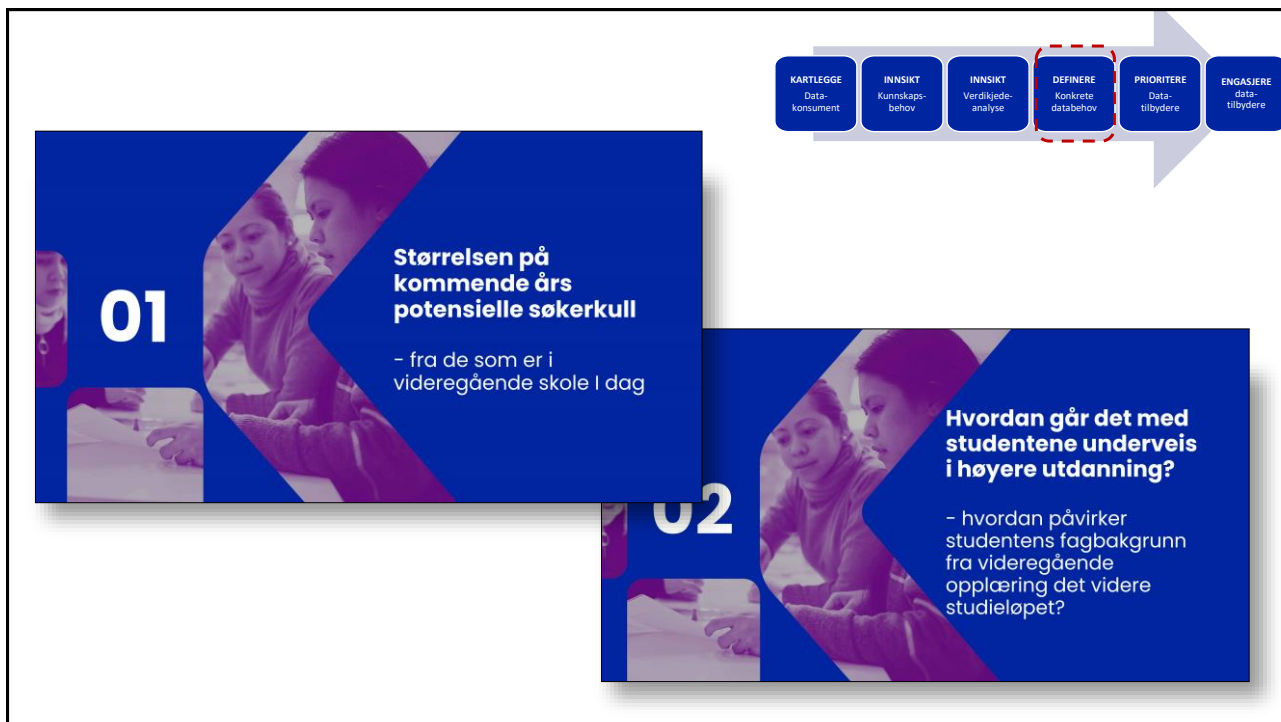 KARTLEGGE
Data-
konsument
INNSIKT
Kunnskaps-
behov
INNSIKT
Verdikjede-
analyse
DEFINERE
Konkrete
databehov
PRIORITERE
Data-
tilbydere
ENGASJERE
data-
tilbydere
01
Størrelsen på
kommende års
potensielle søkerkull
- fra de som er i
videregående skole I dag
02
Hvordan går det med
studentene underveis
i høyere utdanning?
- hvordan påvirker
studentens fagbakgrunn
fra videregående
opplæring det videre
studieløpet?